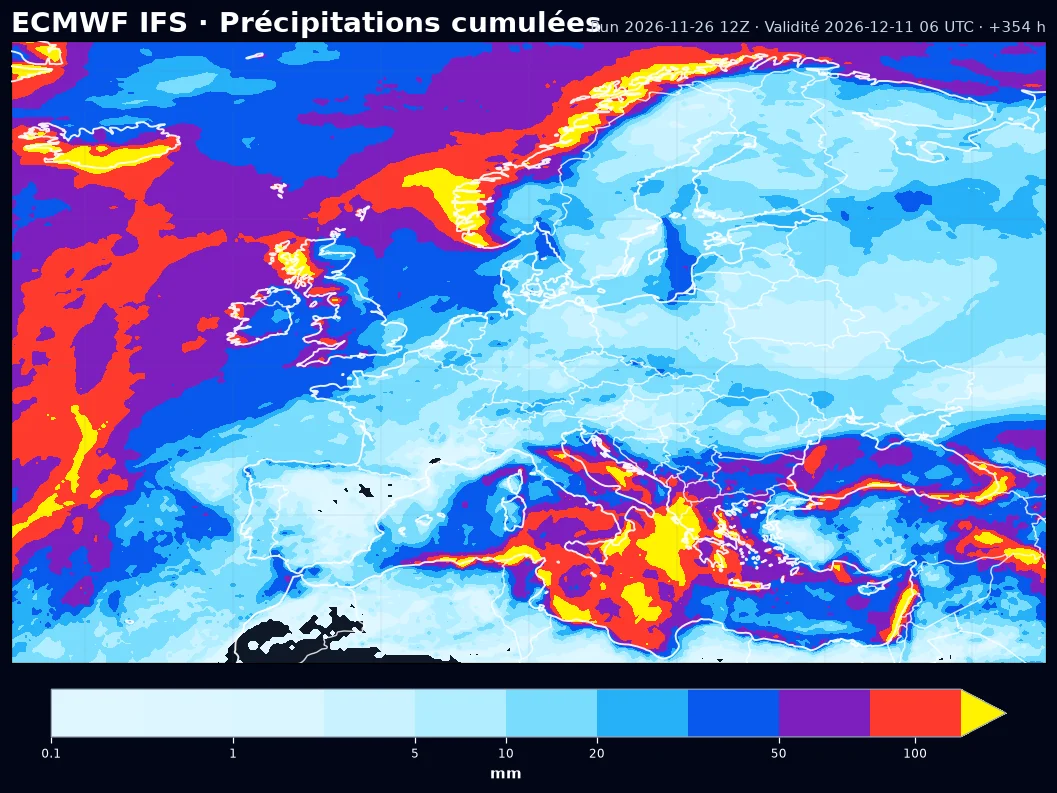 ECMWF IFS · Précipitations cumulées
Run 2026-11-26 12Z · Validité 2026-12-11 06 UTC · +354 h
0.1 1 5 10 20 50 100
mm